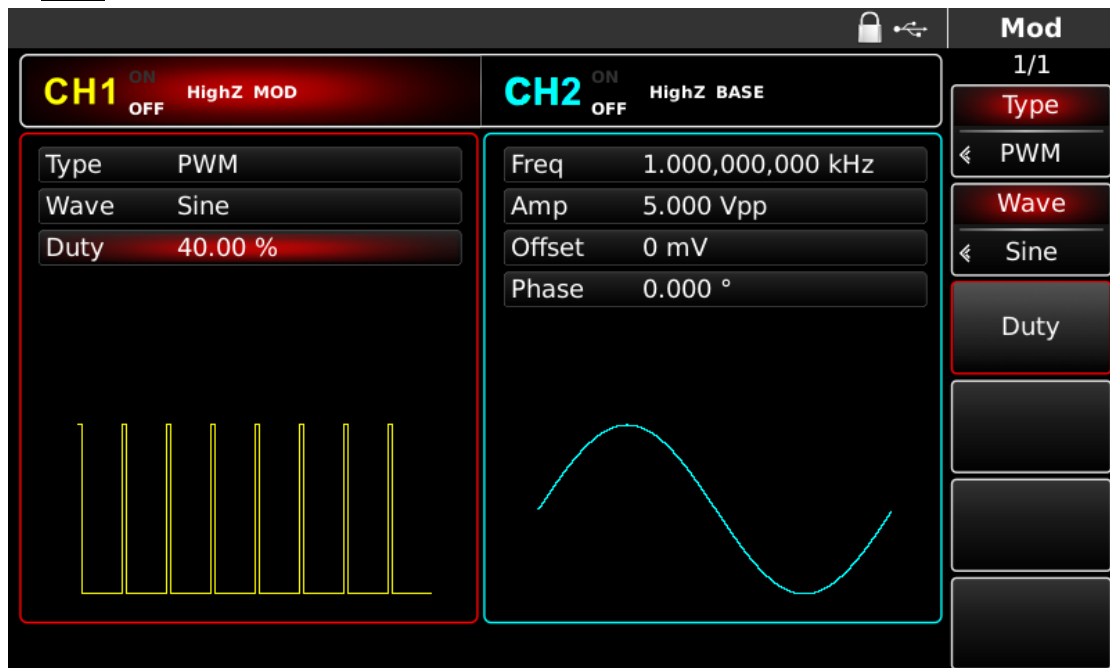 Mod
1/1
CH1 ON OFF HighZ MOD
CH2 ON OFF HighZ BASE
Type PWM
Wave Sine
Duty 40.00 %
Freq 1.000,000,000 kHz
Amp 5.000 Vpp
Offset 0 mV
Phase 0.000 °
Type
PWM
Wave
Sine
Duty